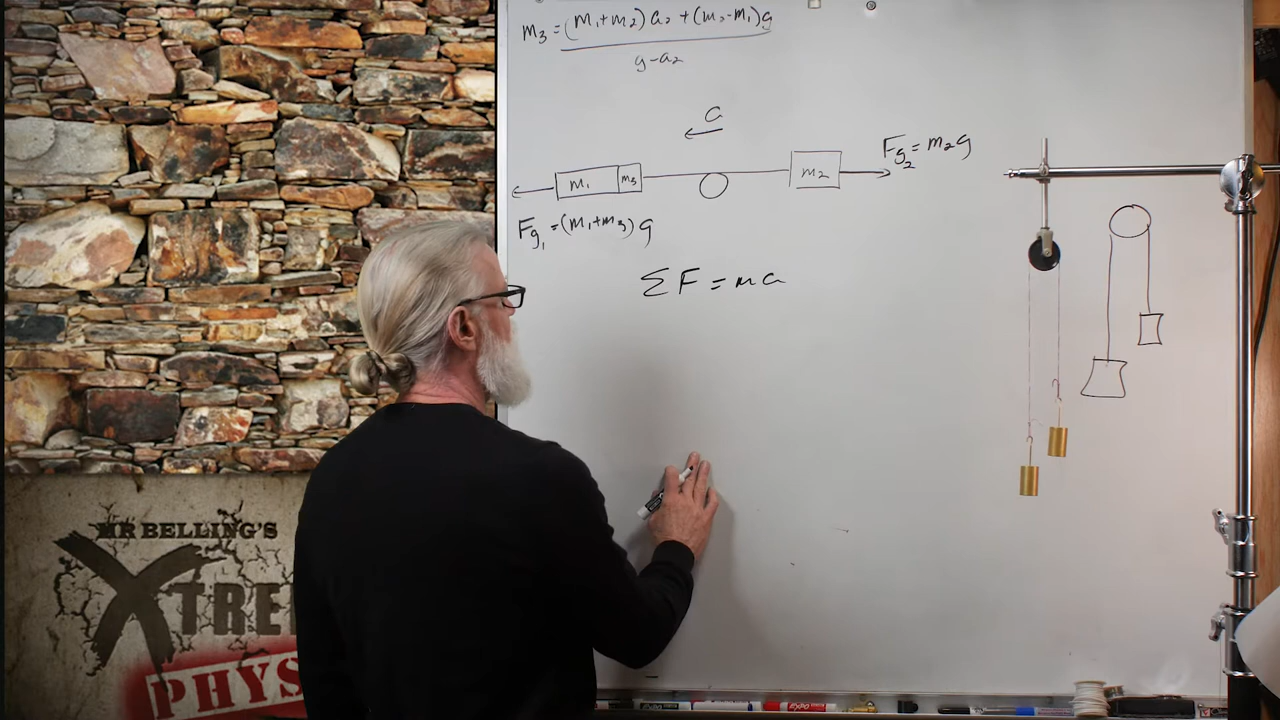 m₃ = (m₁+m₂)a₂ + (m₂-m₁)g
g-a₂
a
m₁ m₃ m₂ Fg₂ = m₂g
Fg₁ = (m₁+m₃)g
ΣF = ma
MR BELLING'S
XTRE
PHYS